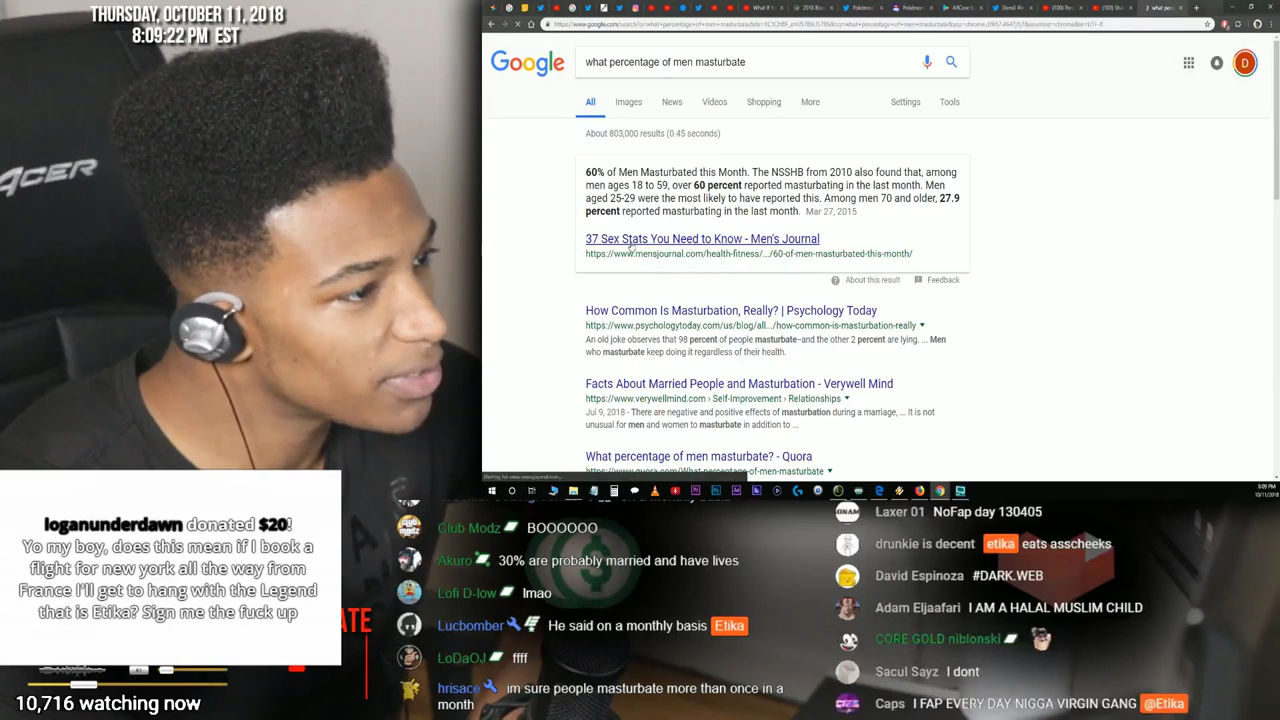 THURSDAY, OCTOBER 11, 2018
8:09:22 PM EST
ACER
Google
what percentage of men masturbate
All Images News Videos Shopping More Settings Tools
About 803,000 results (0.45 seconds)
60% of Men Masturbated this Month. The NSSHB from 2010 also found that, among
men ages 18 to 59, over 60 percent reported masturbating in the last month. Men
aged 25-29 were the most likely to have reported this. Among men 70 and older, 27.9
percent reported masturbating in the last month. Mar 27, 2015
37 Sex Stats You Need to Know - Men's Journal
https://www.mensjournal.com/health-fitness/.../60-of-men-masturbated-this-month/
About this result Feedback
How Common Is Masturbation, Really? | Psychology Today
https://www.psychologytoday.com/us/blog/all.../how-common-is-masturbation-really
An old joke observes that 98 percent of people masturbate--and the other 2 percent are lying. ... Men
who masturbate keep doing it regardless of their health.
Facts About Married People and Masturbation - Verywell Mind
https://www.verywellmind.com › Self-Improvement › Relationships
Jul 9, 2018 - There are negative and positive effects of masturbation during a marriage, ... It is not
unusual for men and women to masturbate in addition to ...
What percentage of men masturbate? - Quora
https://www.quora.com/What-percentage-of-men-masturbate
8:09 PM
10/11/2018
loganunderdawn donated $20!
Yo my boy, does this mean if I book a
flight for new york all the way from
France I'll get to hang with the Legend
that is Etika? Sign me the fuck up
10,716 watching now
Club Modz BOOOOOO
Akuro 30% are probably married and have lives
Lofi D-low lmao
Lucbomber He said on a monthly basis Etika
LoDaOJ ffff
hrisace im sure people masturbate more than once in a
month
Laxer 01 NoFap day 130405
drunkie is decent etika eats asscheeks
David Espinoza #DARK.WEB
Adam Eljaafari I AM A HALAL MUSLIM CHILD
CORE GOLD niblonski
Sacul Sayz I dont
Caps I FAP EVERY DAY NIGGA VIRGIN GANG @Etika